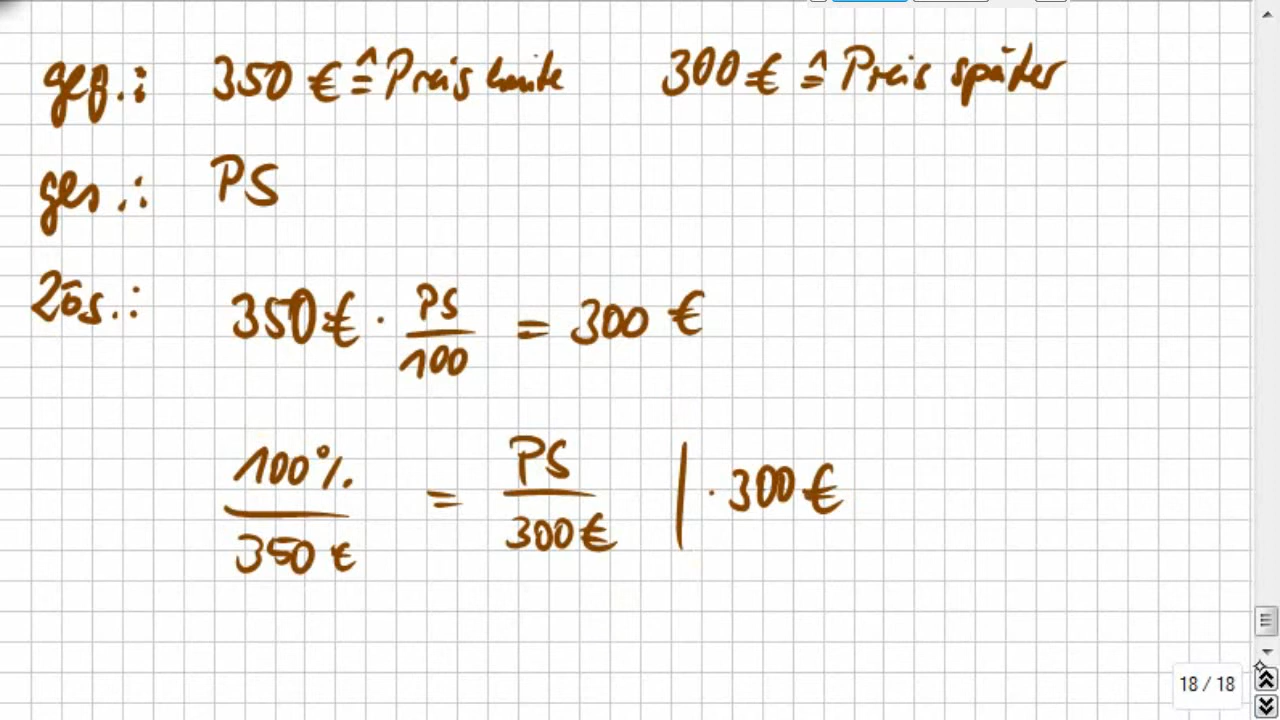 geg.: 350 € ≙ Preis heute 300 € ≙ Preis später
ges.: PS
Lös.: 350 € · PS/100 = 300 €
100%/350 € = PS/300 € | · 300 €
18 / 18